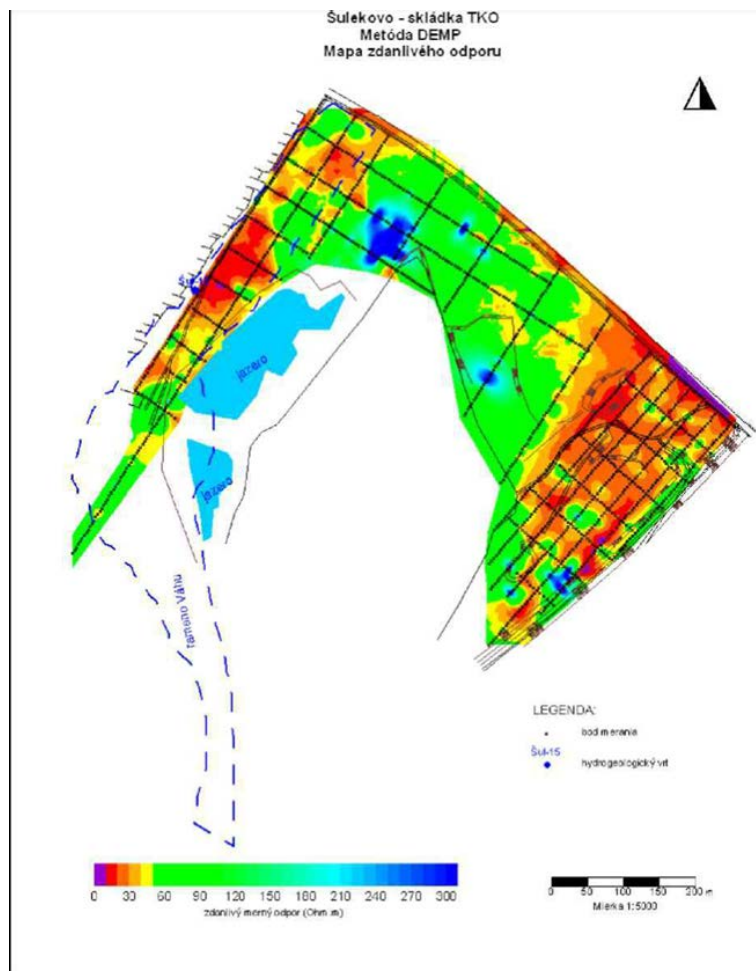 Šulekovo - skládka TKO
Metóda DEMP
Mapa zdanlivého odporu
jazero
jazero
rameno Váhu
LEGENDA:
bod merania
Šul-15
hydrogeologický vrt
0 30 60 90 120 150 180 210 240 270 300
zdanlivý merný odpor (Ohm.m)
0 50 100 150 200 m
Mierka 1:5000